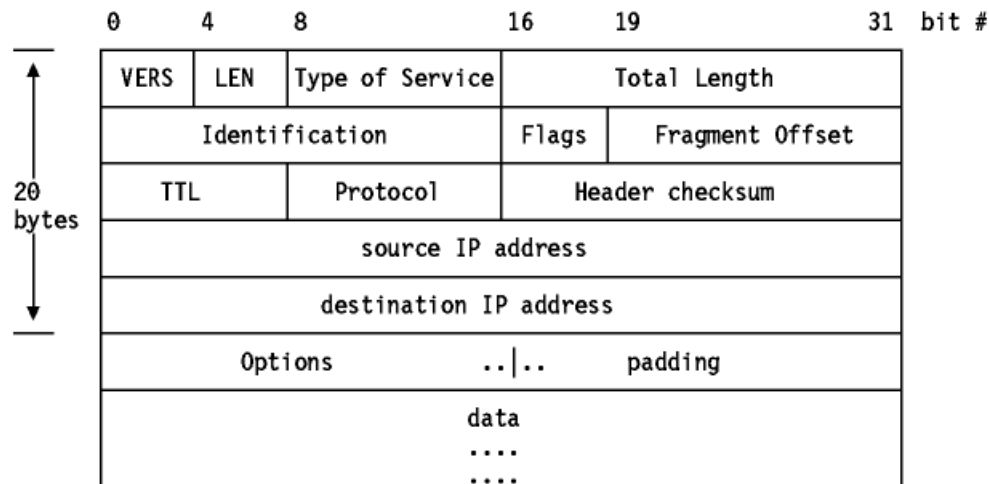 0 4 8 16 19 31 bit #
VERS LEN Type of Service Total Length
Identification Flags Fragment Offset
20 bytes
TTL Protocol Header checksum
source IP address
destination IP address
Options ..|.. padding
data
....
....